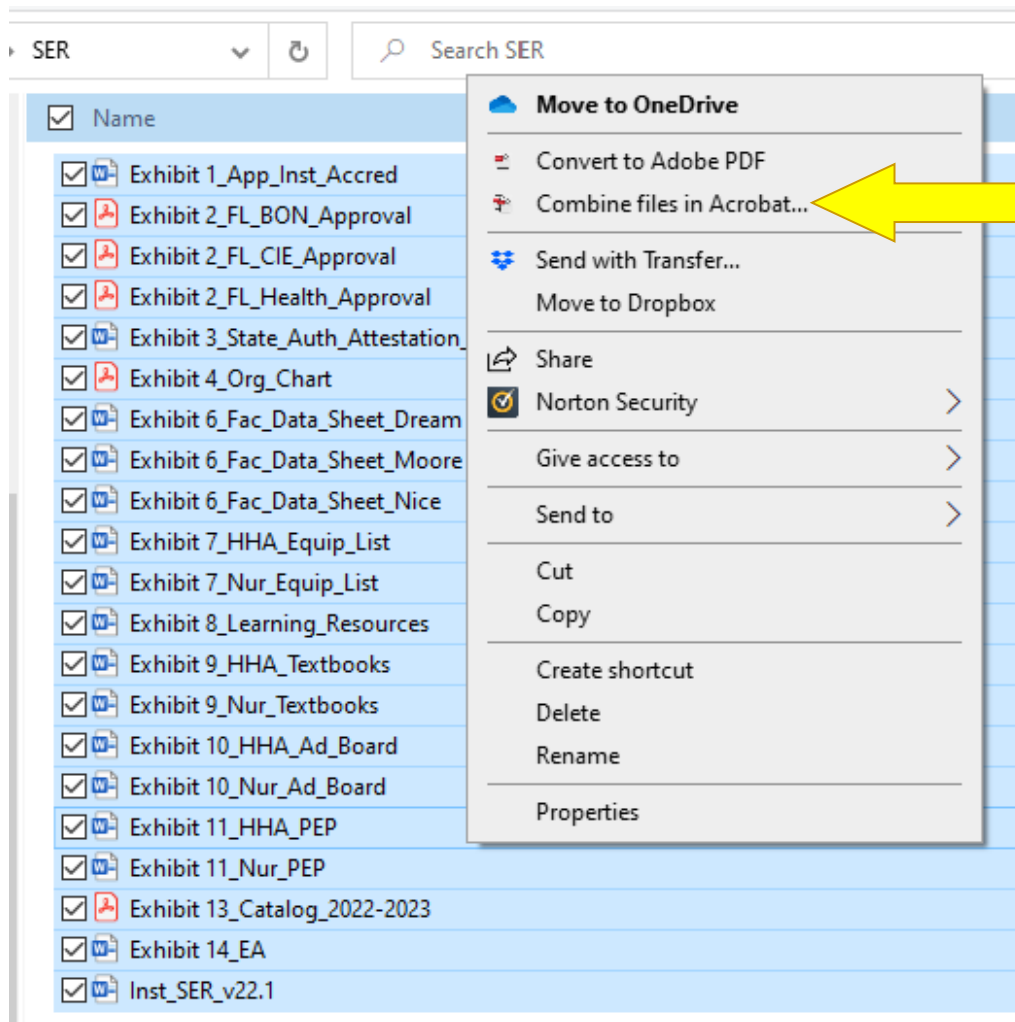 SER
Search SER
Name
Move to OneDrive
Convert to Adobe PDF
Combine files in Acrobat...
Send with Transfer...
Move to Dropbox
Share
Norton Security
Give access to
Send to
Cut
Copy
Create shortcut
Delete
Rename
Properties
Exhibit 1_App_Inst_Accred
Exhibit 2_FL_BON_Approval
Exhibit 2_FL_CIE_Approval
Exhibit 2_FL_Health_Approval
Exhibit 3_State_Auth_Attestation_
Exhibit 4_Org_Chart
Exhibit 6_Fac_Data_Sheet_Dream
Exhibit 6_Fac_Data_Sheet_Moore
Exhibit 6_Fac_Data_Sheet_Nice
Exhibit 7_HHA_Equip_List
Exhibit 7_Nur_Equip_List
Exhibit 8_Learning_Resources
Exhibit 9_HHA_Textbooks
Exhibit 9_Nur_Textbooks
Exhibit 10_HHA_Ad_Board
Exhibit 10_Nur_Ad_Board
Exhibit 11_HHA_PEP
Exhibit 11_Nur_PEP
Exhibit 13_Catalog_2022-2023
Exhibit 14_EA
Inst_SER_v22.1